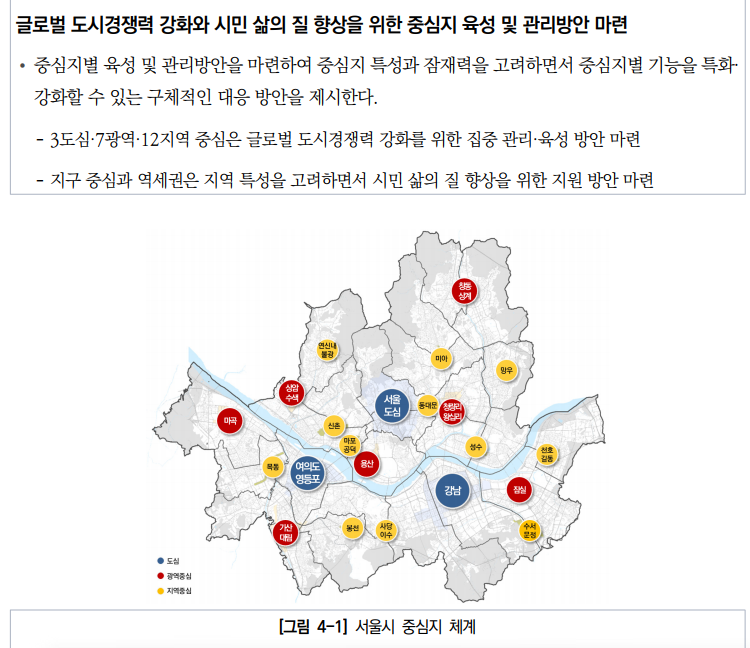 글로벌 도시경쟁력 강화와 시민 삶의 질 향상을 위한 중심지 육성 및 관리방안 마련
• 중심지별 육성 및 관리방안을 마련하여 중심지 특성과 잠재력을 고려하면서 중심지별 기능을 특화·
강화할 수 있는 구체적인 대응 방안을 제시한다.
- 3도심·7광역·12지역 중심은 글로벌 도시경쟁력 강화를 위한 집중 관리·육성 방안 마련
- 지구 중심과 역세권은 지역 특성을 고려하면서 시민 삶의 질 향상을 위한 지원 방안 마련
창동
상계
연신내
불광
미아
망우
상암
수색
서울
도심
동대문
청량리
왕십리
마곡
신촌
마포
공덕
성수
천호
길동
목동
여의도
영등포
용산
강남
잠실
가산
대림
봉천
사당
이수
수서
문정
도심
광역중심
지역중심
[그림 4-1] 서울시 중심지 체계